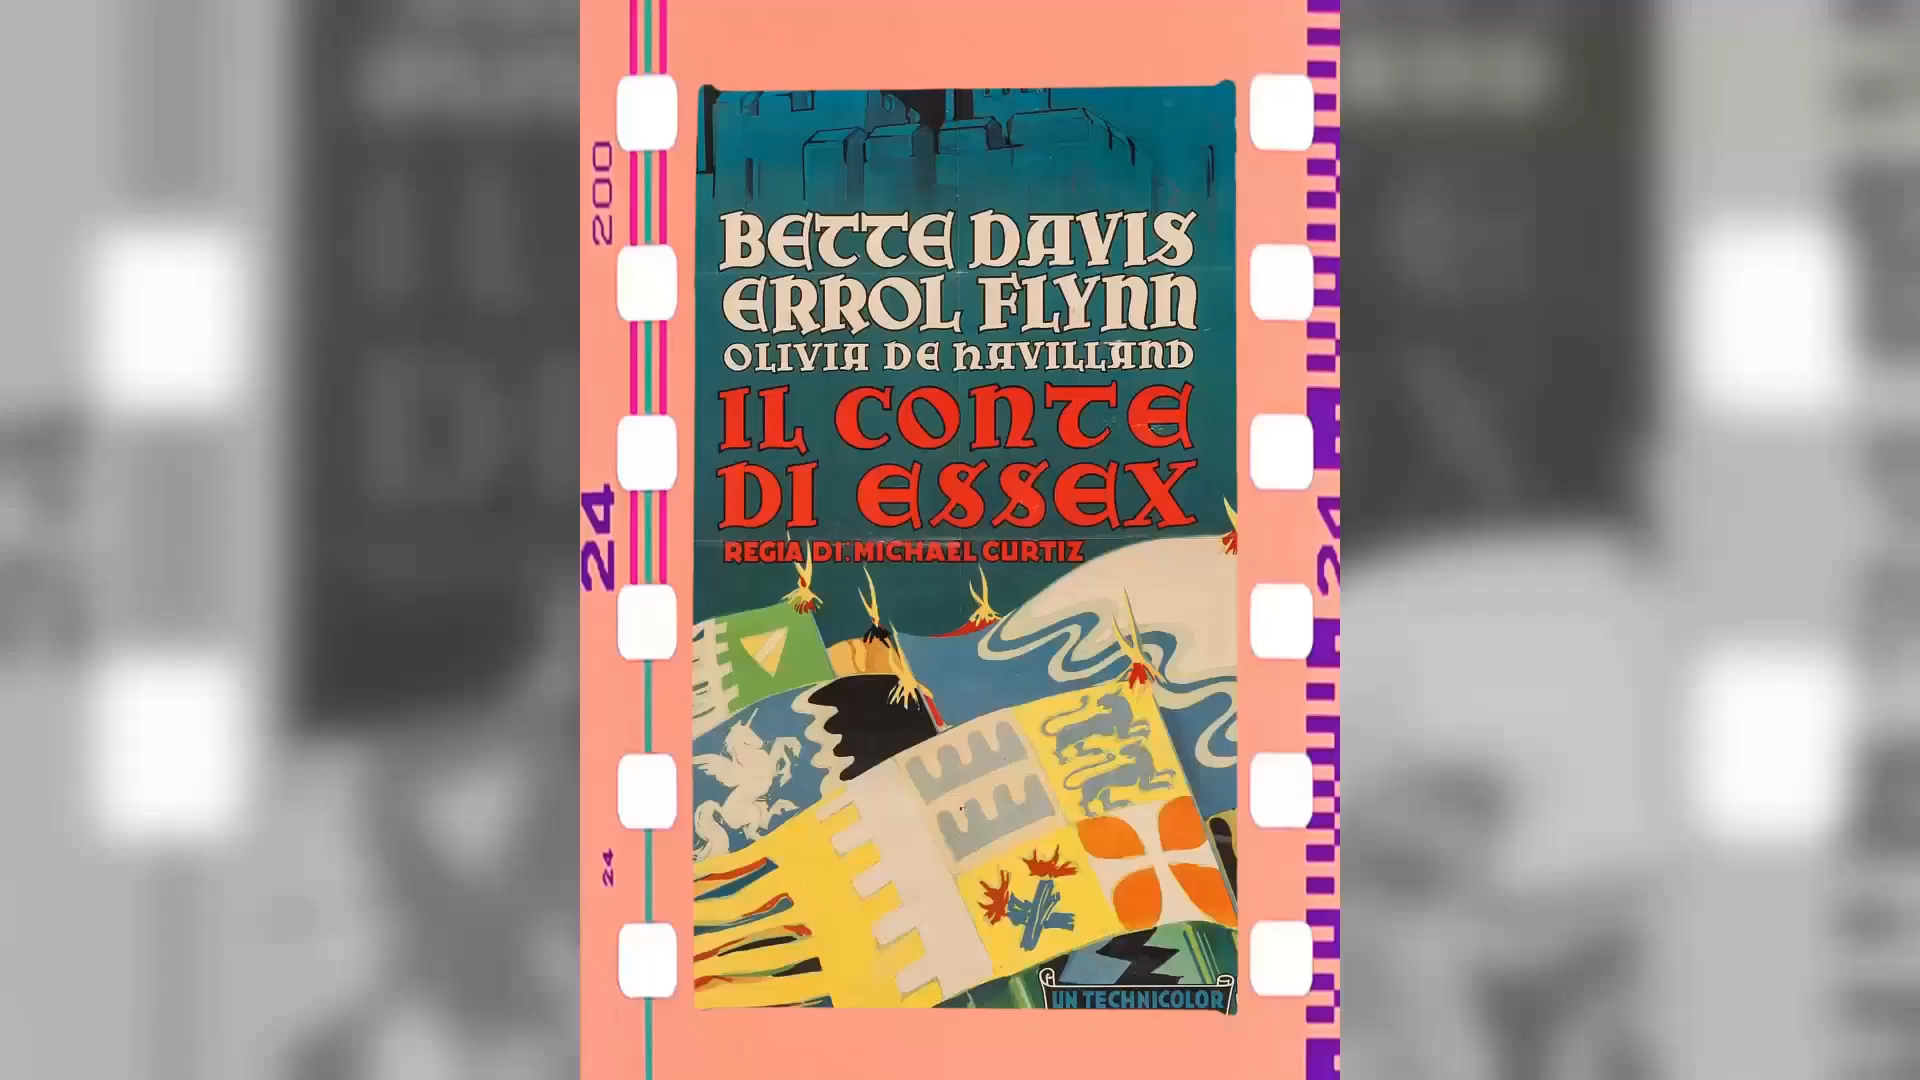 BETTE DAVIS
ERROL FLYNN
OLIVIA DE HAVILLAND
IL CONTE
DI ESSEX
REGIA DI: MICHAEL CURTIZ
UN TECHNICOLOR
200
24
24
24